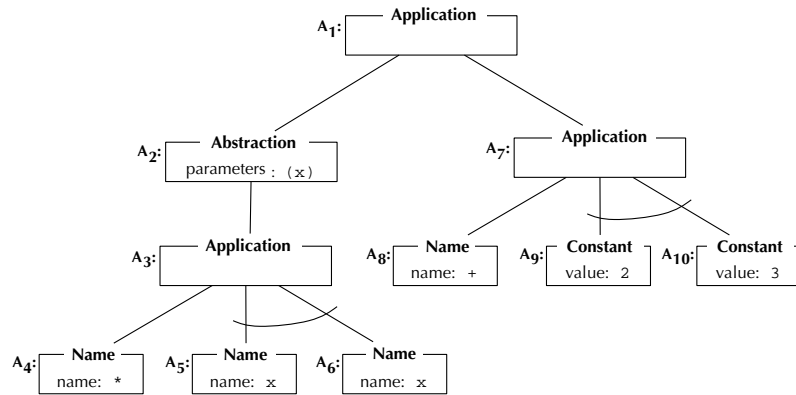 Application
A1:
Abstraction
A2:
parameters : (x)
Application
A7:
Application
A3:
Name
A8:
name: +
Constant
A9:
value: 2
Constant
A10:
value: 3
Name
A4:
name: *
Name
A5:
name: x
Name
A6:
name: x